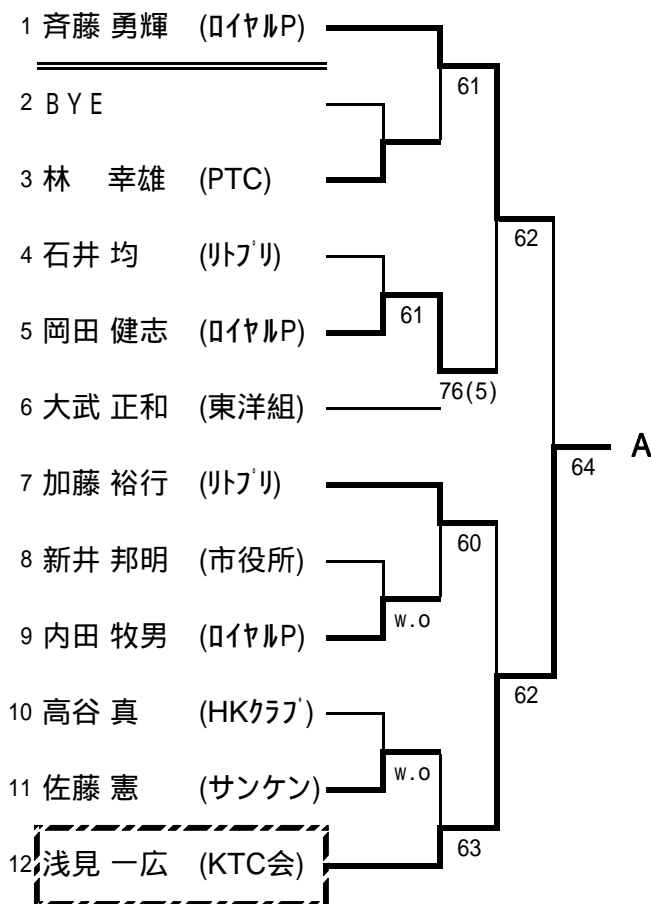 1 斉藤 勇輝 (ﾛｲﾔﾙP)
61
2 ＢＹＥ
3 林 幸雄 (PTC)
62
4 石井 均 (ﾘﾄﾌﾟﾘ)
61
5 岡田 健志 (ﾛｲﾔﾙP)
76(5)
6 大武 正和 (東洋組)
64 A
7 加藤 裕行 (ﾘﾄﾌﾟﾘ)
60
8 新井 邦明 (市役所)
w.o
9 内田 牧男 (ﾛｲﾔﾙP)
62
10 高谷 真 (HKｸﾗﾌﾞ)
w.o
11 佐藤 憲 (サンケン)
63
12 浅見 一広 (KTC会)